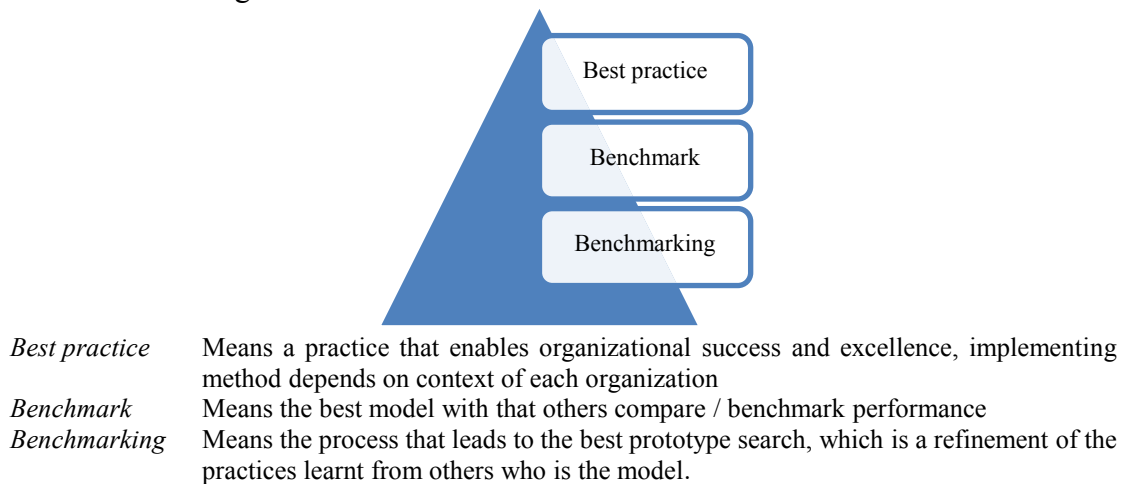 Best practice
Benchmark
Benchmarking
Best practice Means a practice that enables organizational success and excellence, implementing
method depends on context of each organization
Benchmark Means the best model with that others compare / benchmark performance
Benchmarking Means the process that leads to the best prototype search, which is a refinement of the
practices learnt from others who is the model.